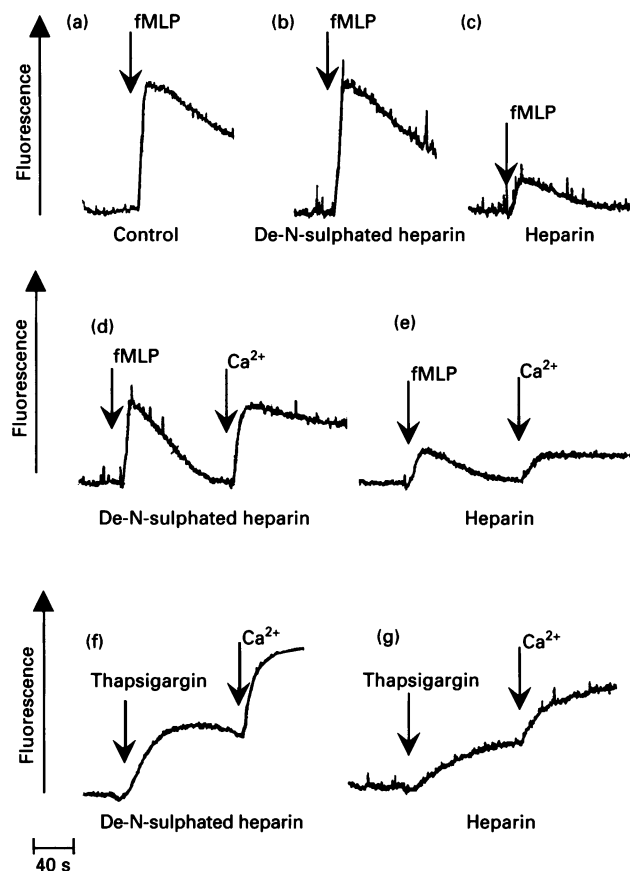 (a)
fMLP
(b)
fMLP
(c)
fMLP
Fluorescence
Control
De-N-sulphated heparin
Heparin
(d)
fMLP
Ca²⁺
(e)
fMLP
Ca²⁺
Fluorescence
De-N-sulphated heparin
Heparin
(f)
Thapsigargin
Ca²⁺
(g)
Thapsigargin
Ca²⁺
Fluorescence
De-N-sulphated heparin
Heparin
40 s